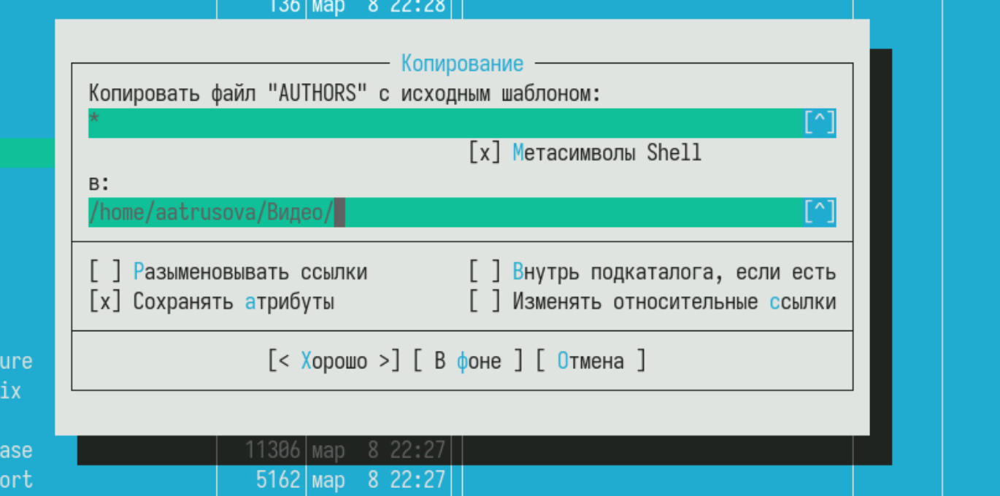 136 мар 8 22:28
Копирование
Копировать файл "AUTHORS" с исходным шаблоном:
* [^]
[x] Метасимволы Shell
в:
/home/aatrusova/Видео/ [^]
[ ] Разыменовывать ссылки [ ] Внутрь подкаталога, если есть
[x] Сохранять атрибуты [ ] Изменять относительные ссылки
[< Хорошо >] [ В фоне ] [ Отмена ]
ure
ix
ase 11306 мар 8 22:27
ort 5162 мар 8 22:27